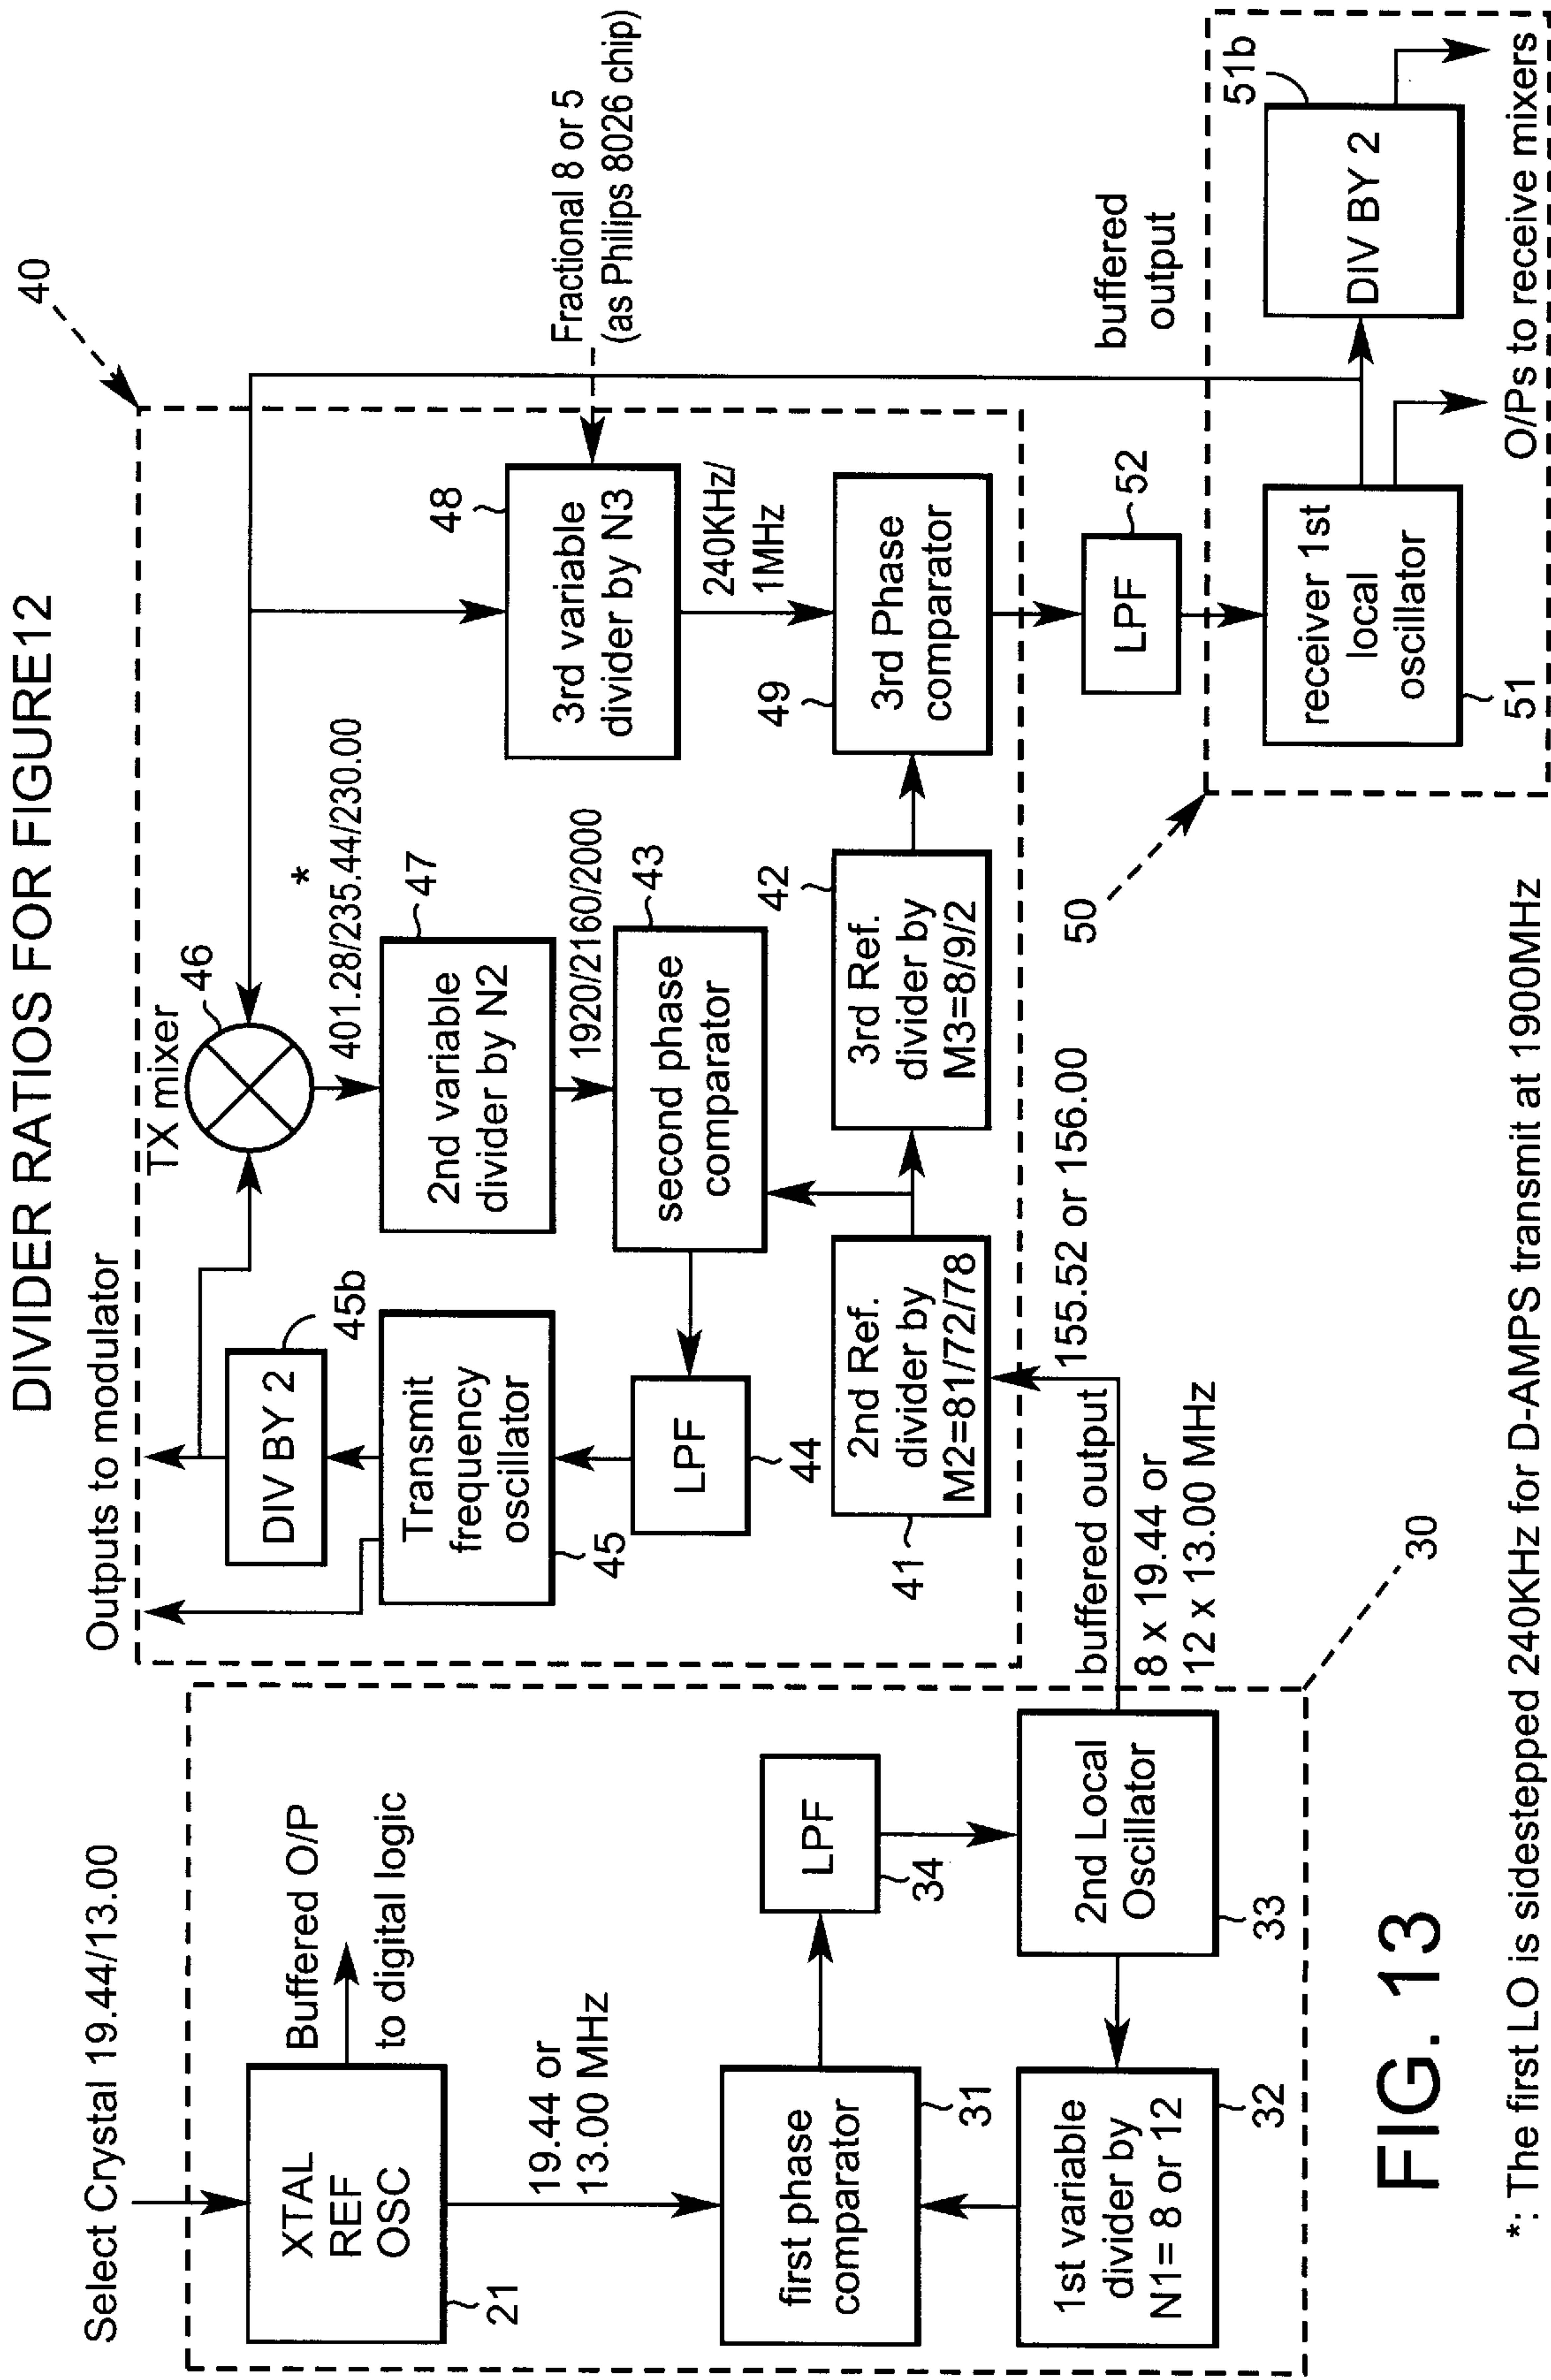 DIVIDER RATIOS FOR FIGURE12
Select Crystal 19.44/13.00
XTAL
REF
OSC
21
Buffered O/P
to digital logic
19.44 or
13.00 MHz
first phase
comparator
31
LPF
34
1st variable
divider by
N1= 8 or 12
32
2nd Local
Oscillator
33
30
buffered output
8 x 19.44 or
12 x 13.00 MHz
155.52 or 156.00
Outputs to modulator
40
DIV BY 2
45b
Transmit
frequency
oscillator
45
LPF
44
2nd Ref.
divider by
M2=81/72/78
41
TX mixer
46
*
401.28/235.44/230.00
2nd variable
divider by N2
47
1920/2160/2000
second phase
comparator
43
3rd Ref.
divider by
M3=8/9/2
42
3rd variable
divider by N3
48
Fractional 8 or 5
(as Philips 8026 chip)
240KHz/
1MHz
3rd Phase
comparator
49
LPF
52
buffered
output
50
receiver 1st
local
oscillator
51
DIV BY 2
51b
O/Ps to receive mixers
FIG. 13
*: The first LO is sidestepped 240KHz for D-AMPS transmit at 1900MHz